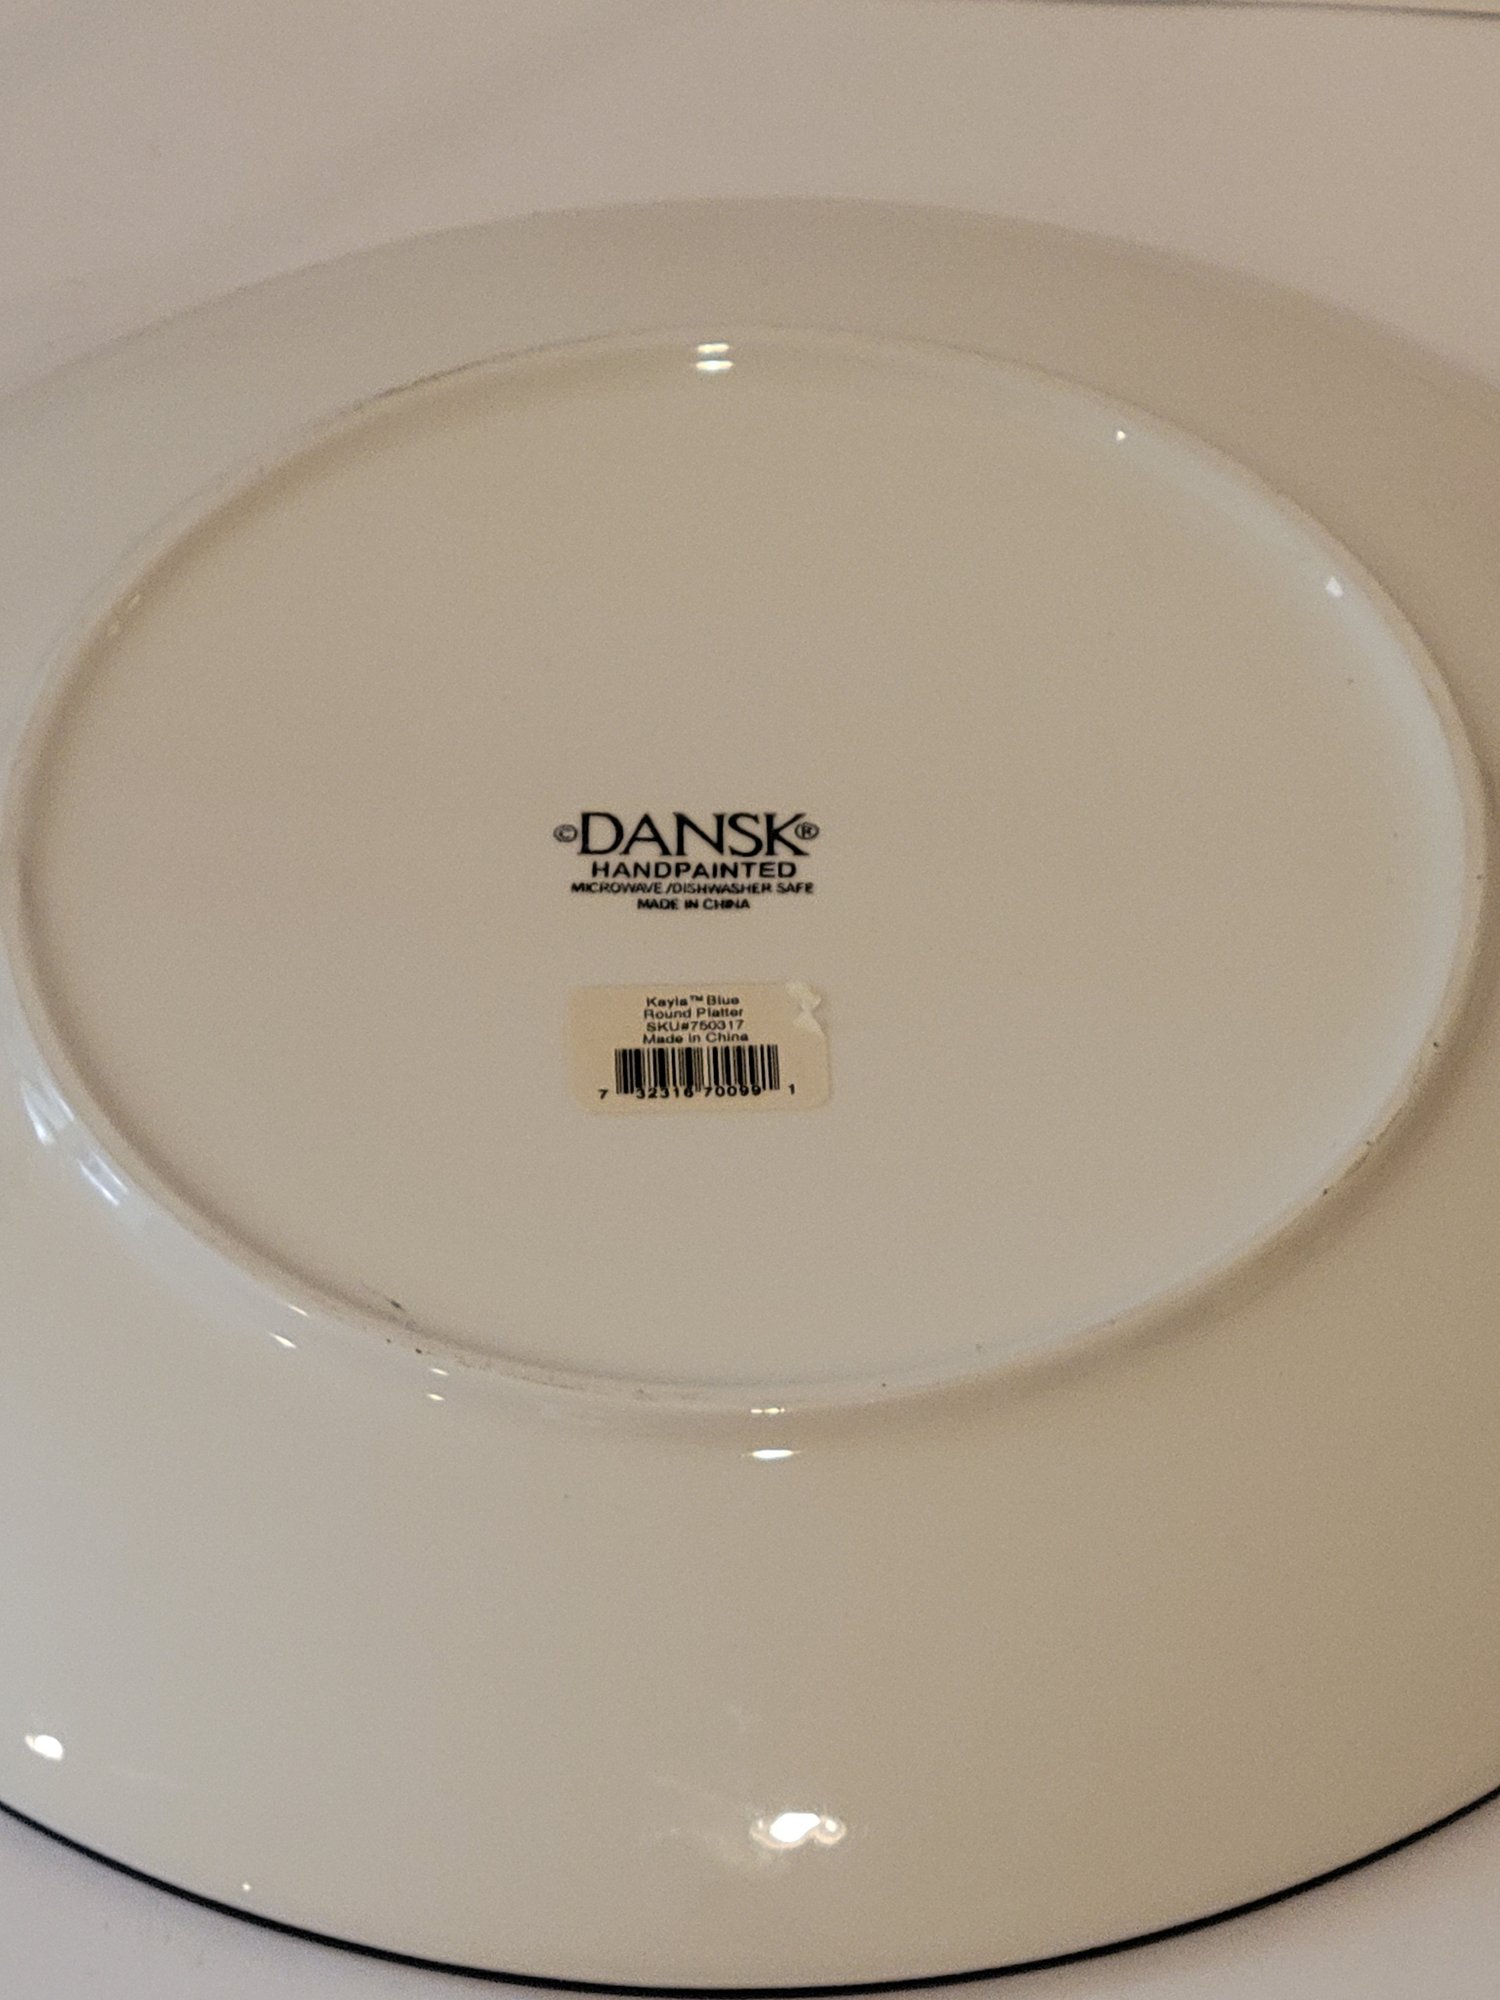 ©DANSK®
HANDPAINTED
MICROWAVE/DISHWASHER SAFE
MADE IN CHINA
Kayla™ Blue
Round Platter
SKU#750317
Made in China
7 32316 70099 1